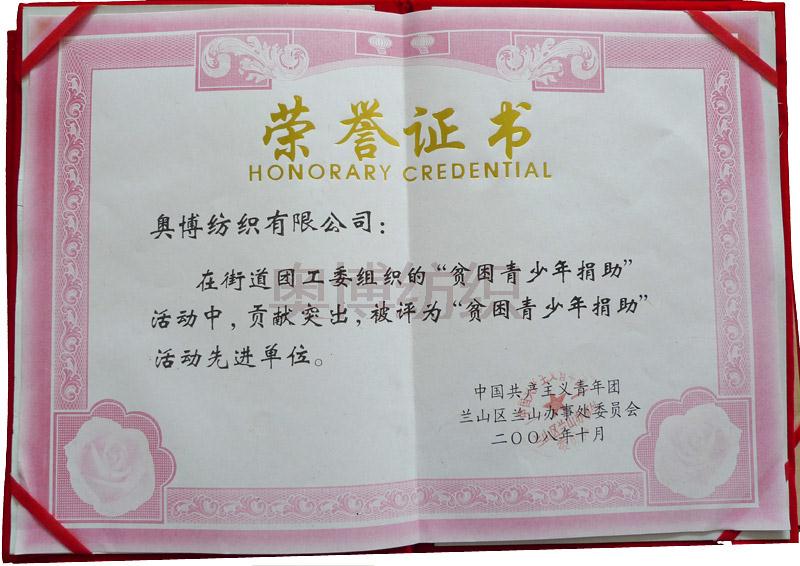 荣誉证书
HONORARY CREDENTIAL
奥博纺织有限公司：
在街道团工委组织的“贫困青少年捐助”
活动中，贡献突出，被评为“贫困青少年捐助”
活动先进单位。
奥博纺织
中国共产主义青年团
兰山区兰山办事处委员会
二〇〇八年十月